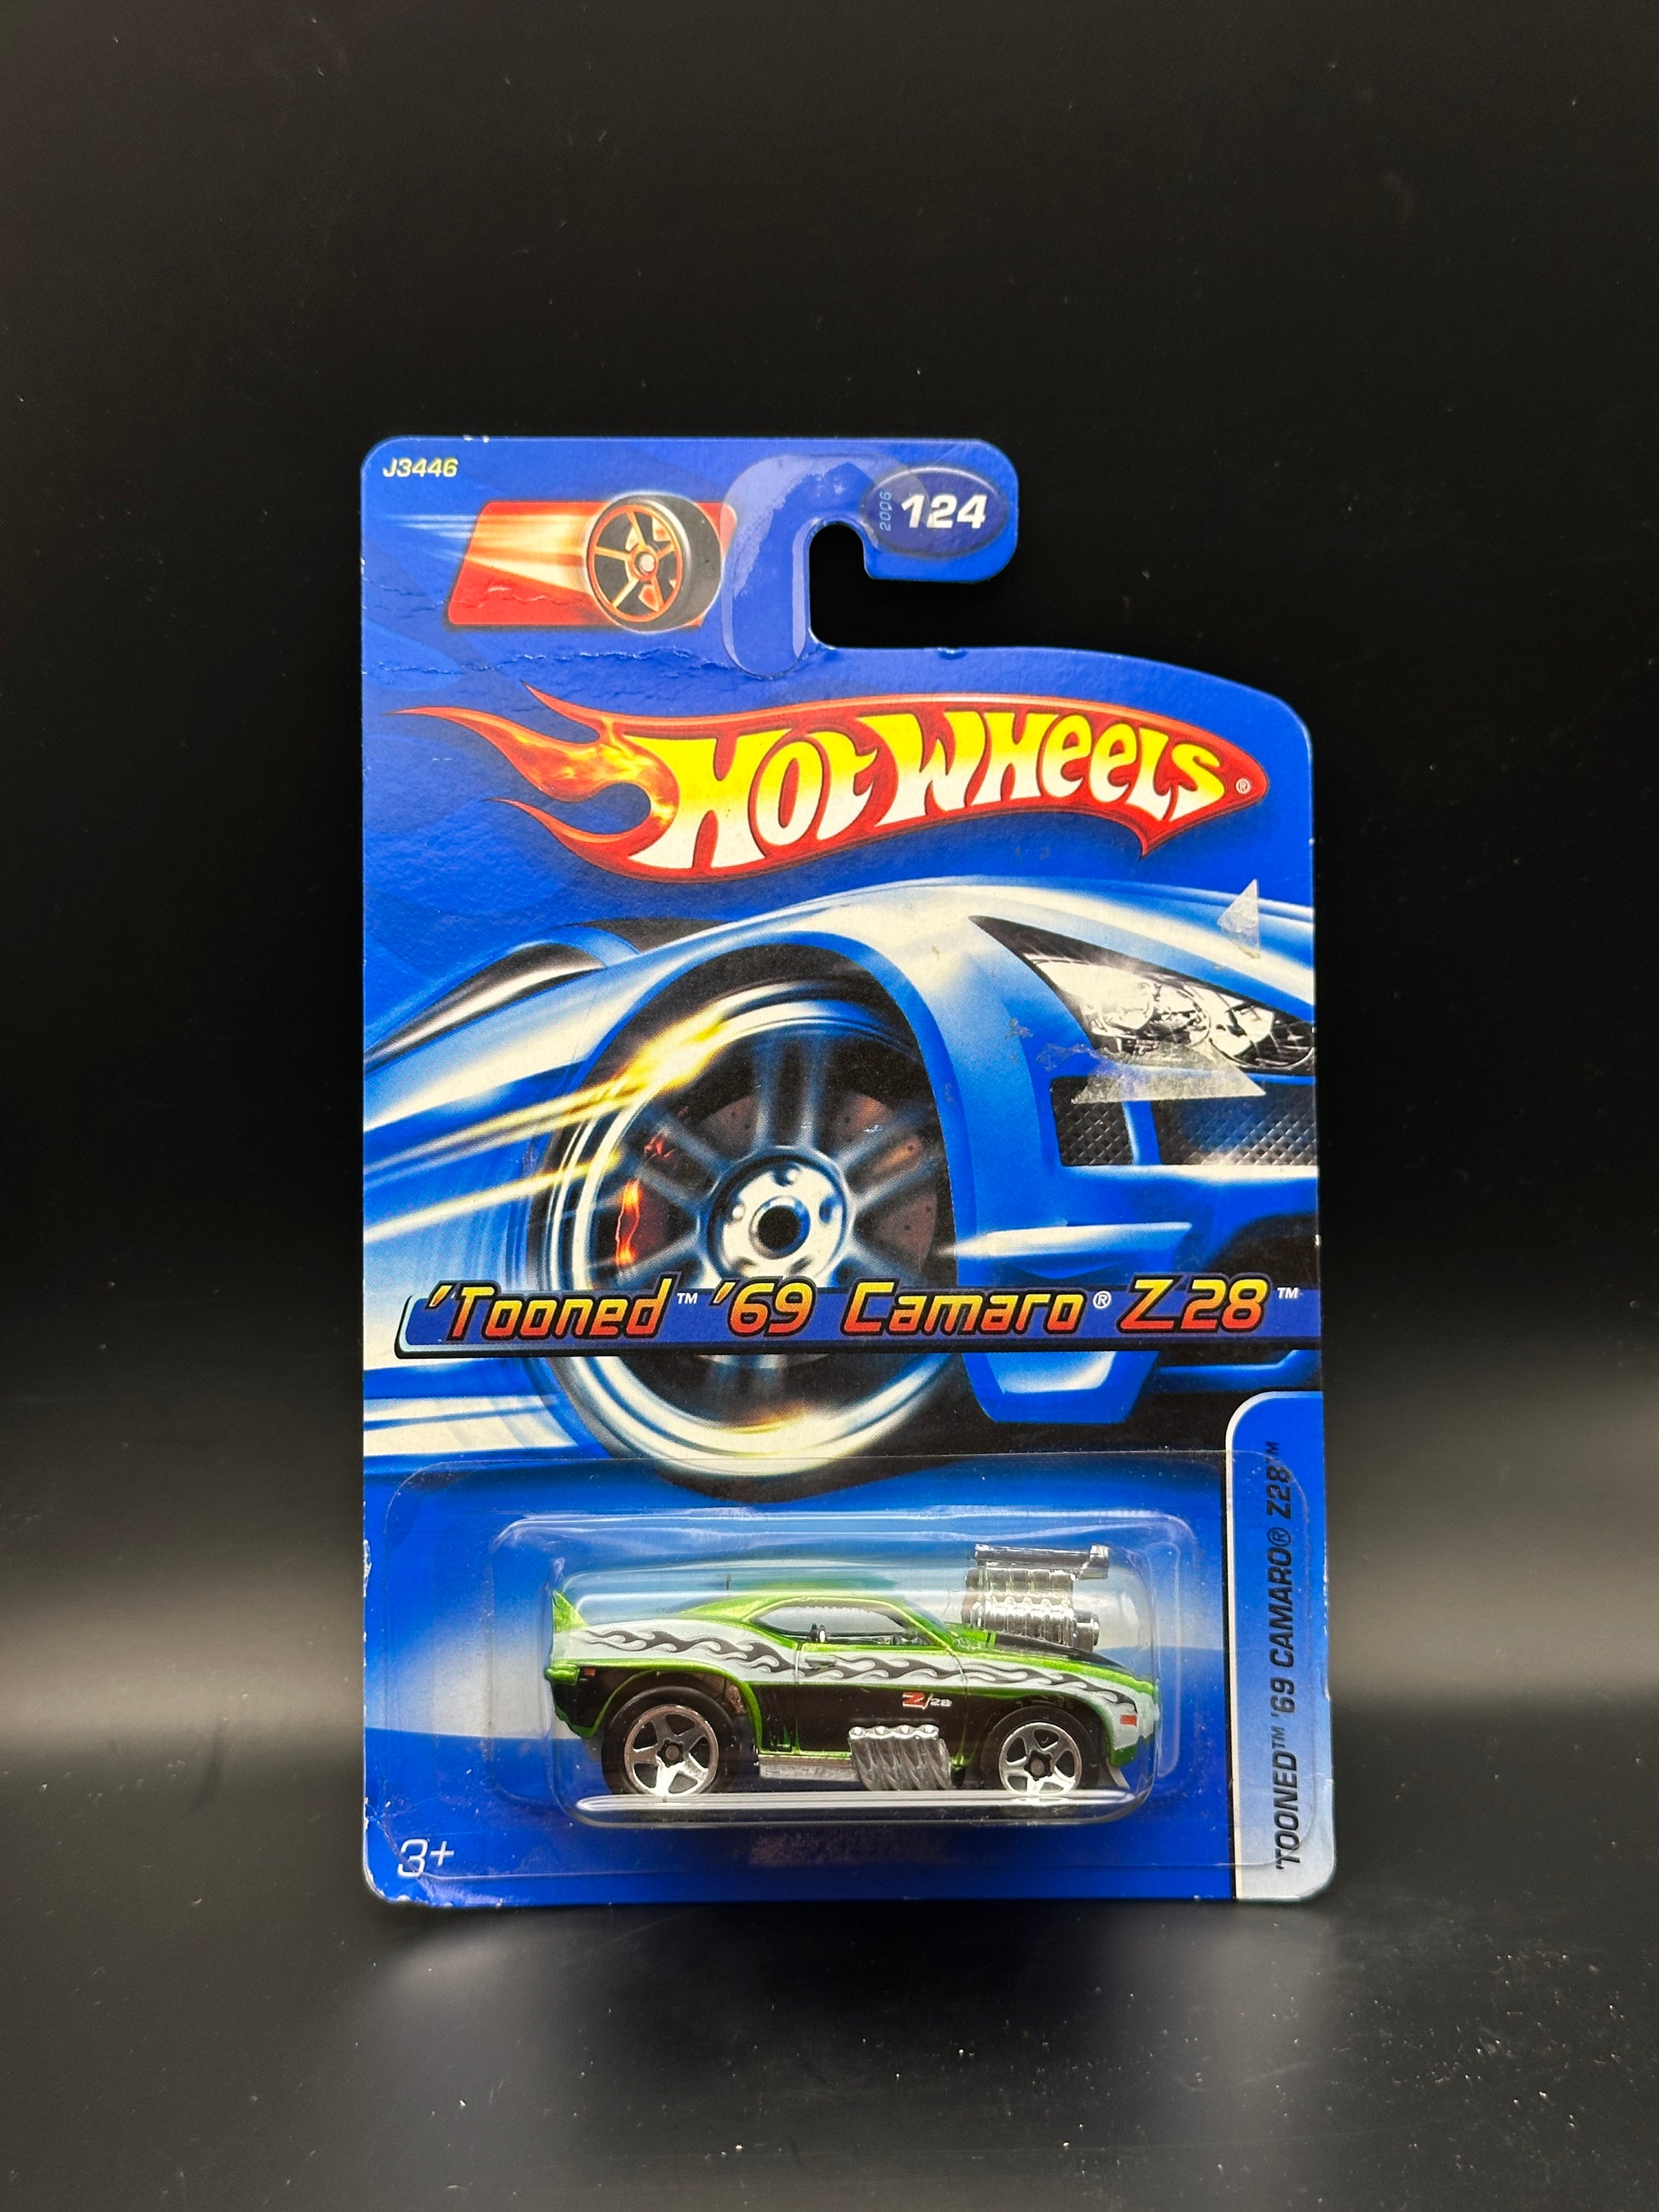 J3446
2006
124
HOT WHEELS®
'Tooned™ '69 Camaro® Z28™
'TOONED™ '69 CAMARO® Z28™
Z/28
3+